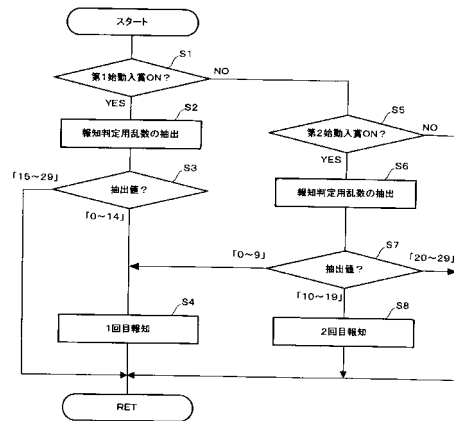 スタート
S1
第1始動入賞ON?
NO
YES
S2
S5
報知判定用乱数の抽出
第2始動入賞ON?
NO
YES
S3
S6
「15～29」
抽出値?
報知判定用乱数の抽出
「0～14」
S7
「0～9」
「20～29」
抽出値?
「10～19」
S4
S8
1回目報知
2回目報知
RET